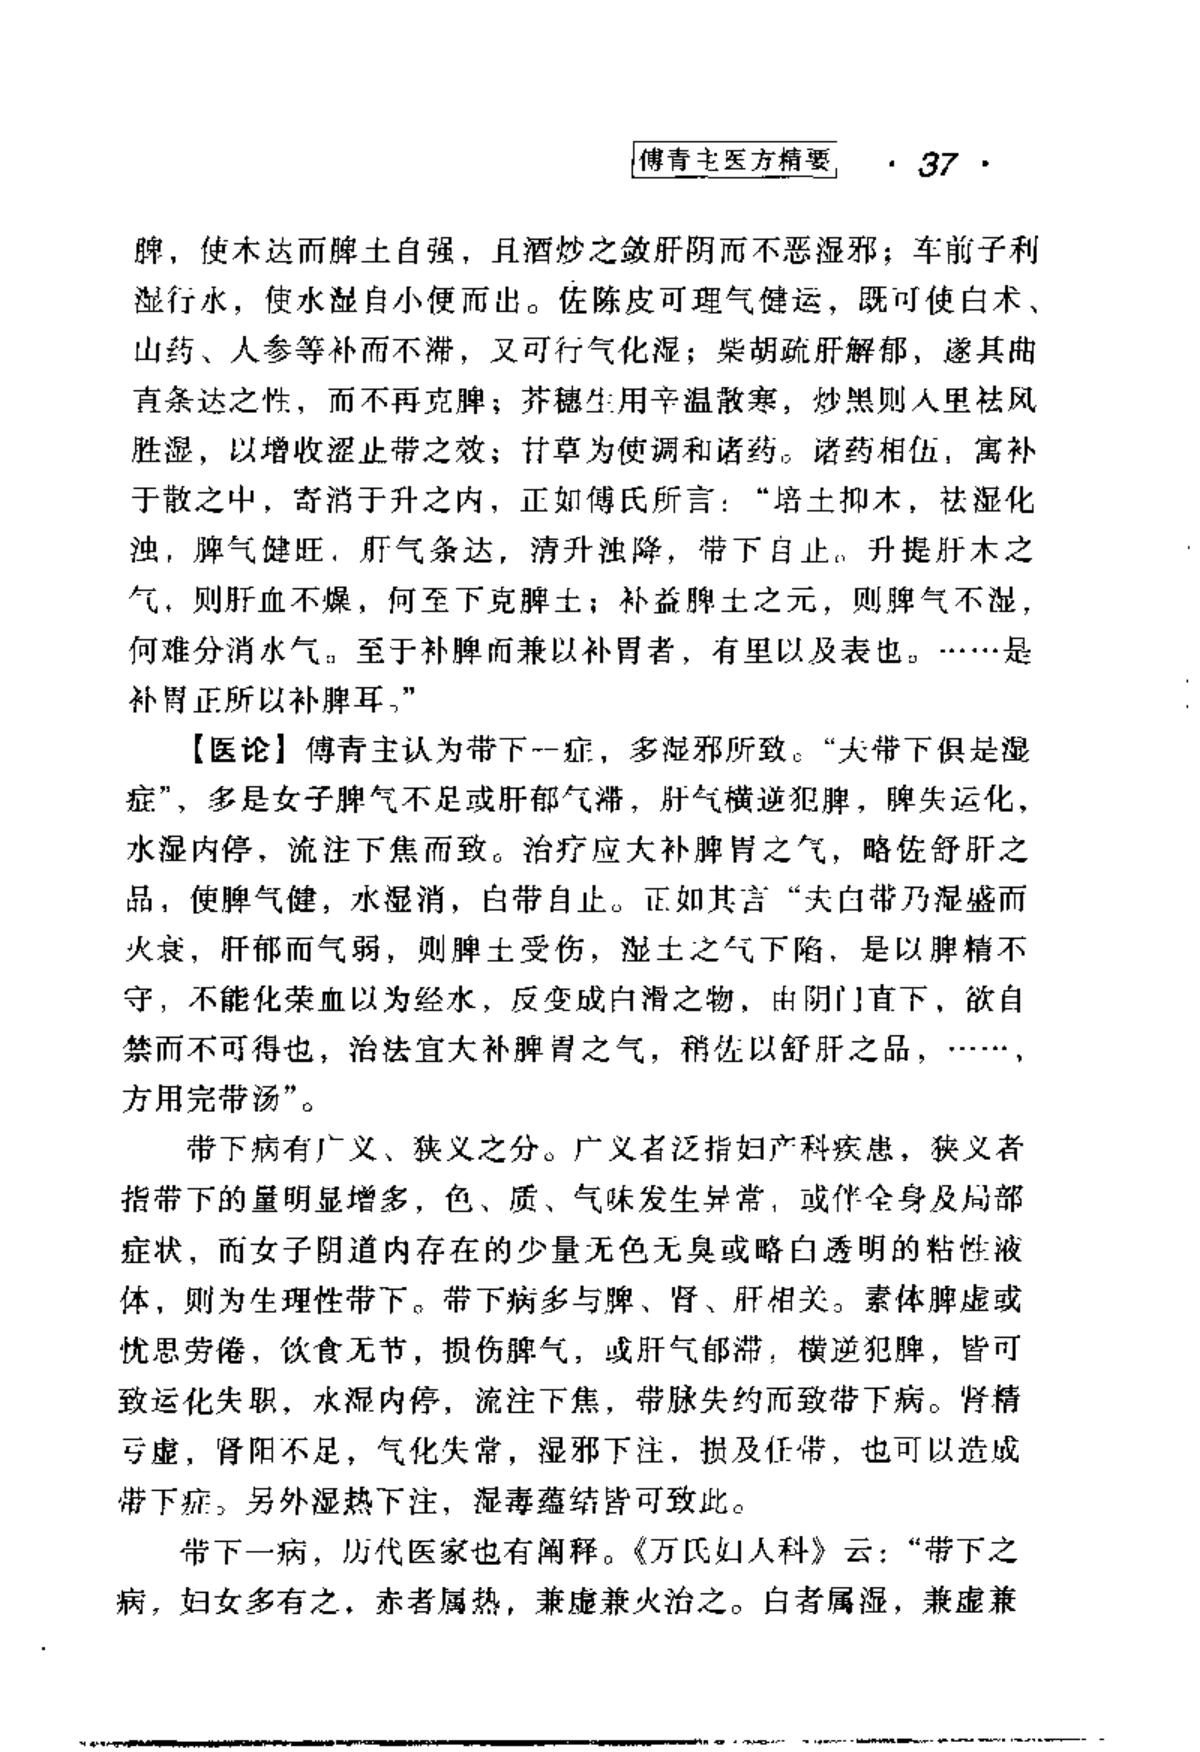 傅青主医方精要 · 37 ·
脾，使木达而脾土自强，且酒炒之敛肝阴而不恶湿邪；车前子利
湿行水，使水湿自小便而出。佐陈皮可理气健运，既可使白术、
山药、人参等补而不滞，又可行气化湿；柴胡疏肝解郁，遂其曲
直条达之性，而不再克脾；芥穗生用辛温散寒，炒黑则入里祛风
胜湿，以增收涩止带之效；甘草为使调和诸药。诸药相伍，寓补
于散之中，寄消于升之内，正如傅氏所言：“培土抑木，祛湿化
浊，脾气健旺，肝气条达，清升浊降，带下自止。升提肝木之
气，则肝血不燥，何至下克脾土；补益脾土之元，则脾气不湿，
何难分消水气。至于补脾而兼以补胃者，有里以及表也。……是
补胃正所以补脾耳。”
【医论】傅青主认为带下一症，多湿邪所致。“夫带下俱是湿
症”，多是女子脾气不足或肝郁气滞，肝气横逆犯脾，脾失运化，
水湿内停，流注下焦而致。治疗应大补脾胃之气，略佐舒肝之
品，使脾气健，水湿消，白带自止。正如其言“夫白带乃湿盛而
火衰，肝郁而气弱，则脾土受伤，湿土之气下陷，是以脾精不
守，不能化荣血以为经水，反变成白滑之物，由阴门直下，欲自
禁而不可得也，治法宜大补脾胃之气，稍佐以舒肝之品，……，
方用完带汤”。
带下病有广义、狭义之分。广义者泛指妇产科疾患，狭义者
指带下的量明显增多，色、质、气味发生异常，或伴全身及局部
症状，而女子阴道内存在的少量无色无臭或略白透明的粘性液
体，则为生理性带下。带下病多与脾、肾、肝相关。素体脾虚或
忧思劳倦，饮食无节，损伤脾气，或肝气郁滞，横逆犯脾，皆可
致运化失职，水湿内停，流注下焦，带脉失约而致带下病。肾精
亏虚，肾阳不足，气化失常，湿邪下注，损及任带，也可以造成
带下症。另外湿热下注，湿毒蕴结皆可致此。
带下一病，历代医家也有阐释。《万氏妇人科》云：“带下之
病，妇女多有之，赤者属热，兼虚兼火治之。白者属湿，兼虚兼